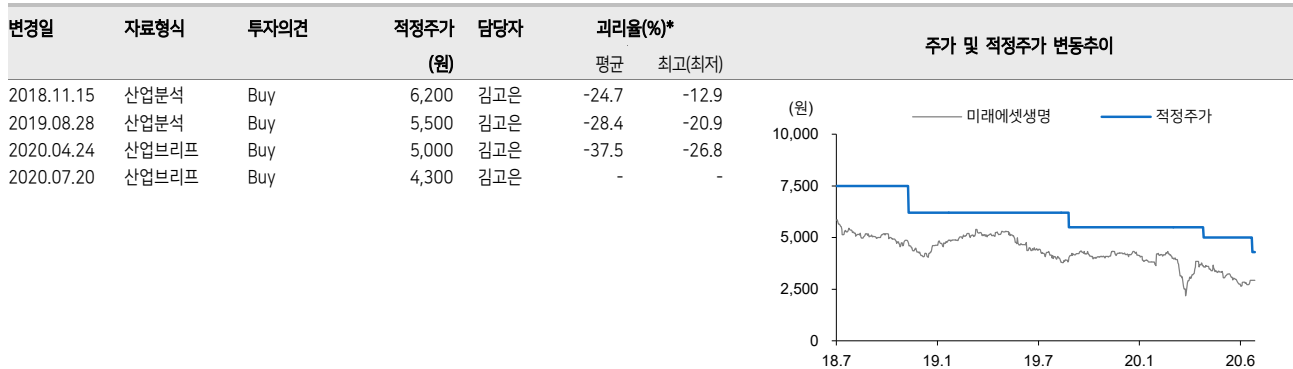 변경일 자료형식 투자의견 적정주가 담당자 괴리율(%)* 주가 및 적정주가 변동추이
(원) 평균 최고(최저)
2018.11.15 산업분석 Buy 6,200 김고은 -24.7 -12.9
2019.08.28 산업분석 Buy 5,500 김고은 -28.4 -20.9
2020.04.24 산업브리프 Buy 5,000 김고은 -37.5 -26.8
2020.07.20 산업브리프 Buy 4,300 김고은 - -
(원) 미래에셋생명 적정주가
10,000
7,500
5,000
2,500
0
18.7 19.1 19.7 20.1 20.6